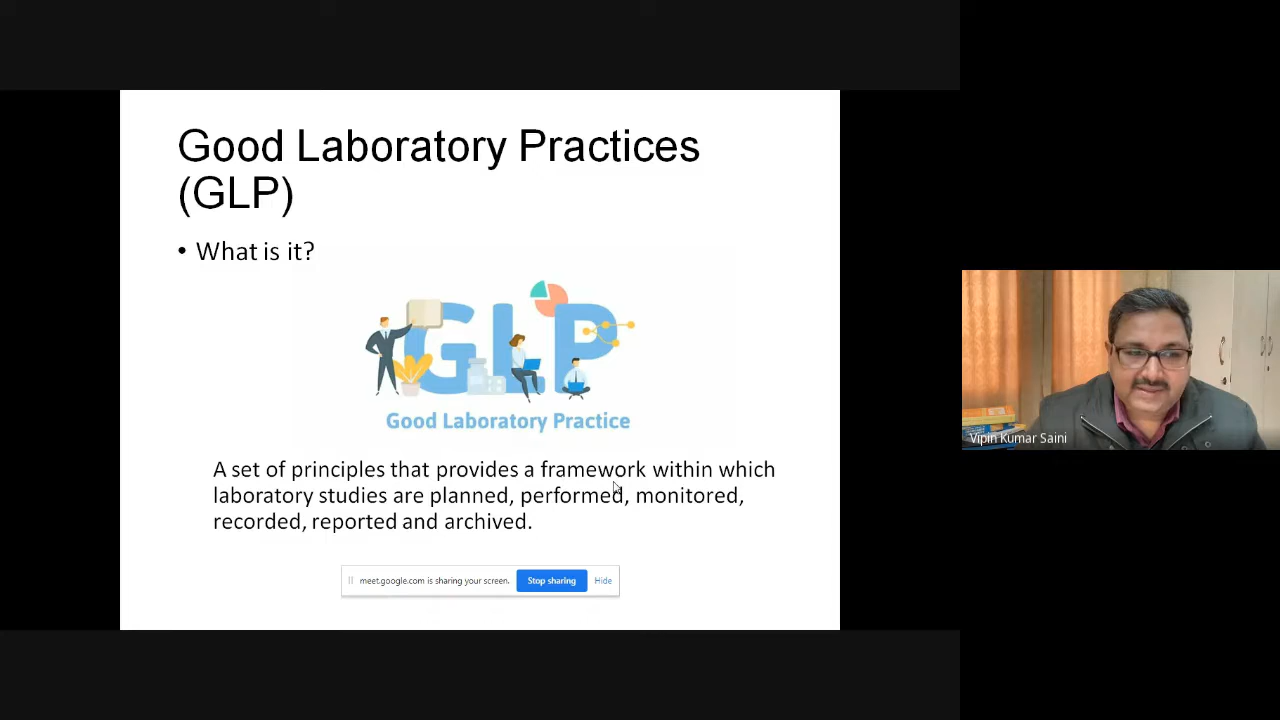 Good Laboratory Practices
(GLP)
• What is it?
GLP
Good Laboratory Practice
A set of principles that provides a framework within which
laboratory studies are planned, performed, monitored,
recorded, reported and archived.
meet.google.com is sharing your screen. Stop sharing Hide
Vipin Kumar Saini